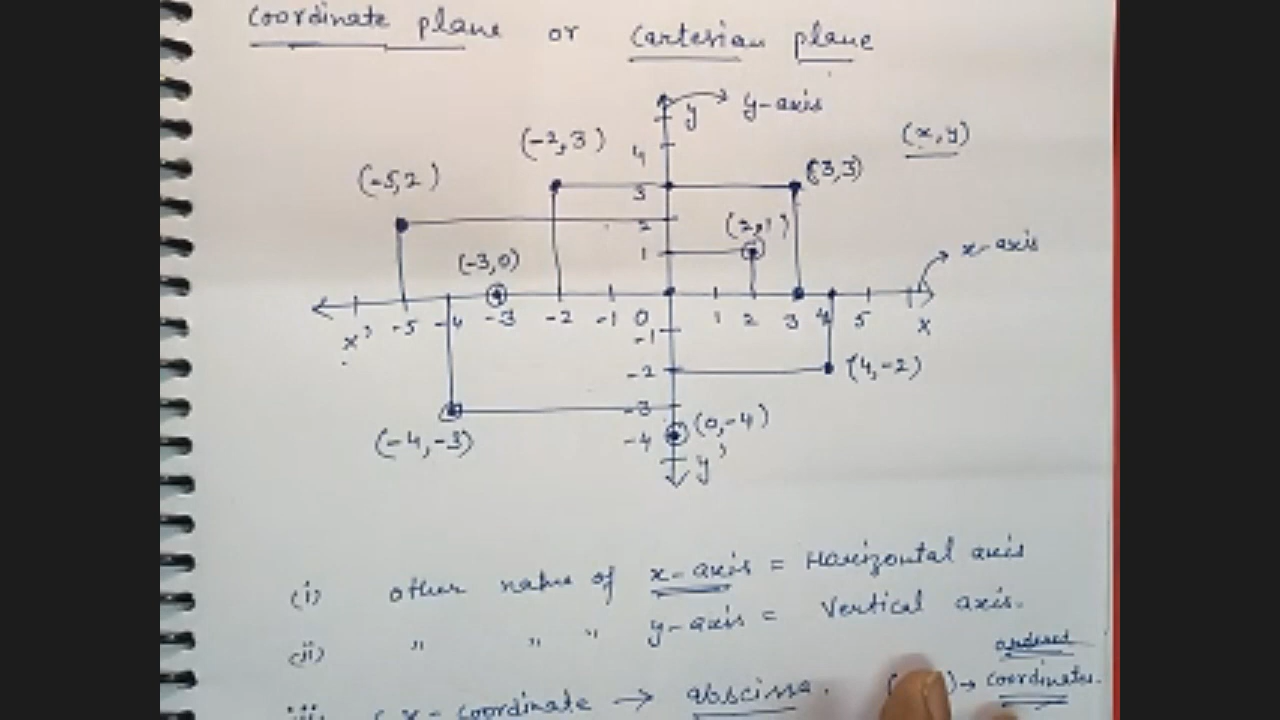 Coordinate plane or Cartesian plane
y y-axis
(-2,3) 4 (x,y)
(-5,2) 3 (3,3)
2 (2,1)
(-3,0) 1 x-axis
x' -5 -4 -3 -2 -1 0 1 2 3 4 5 x
-1
-2 (4,-2)
-3
(-4,-3) -4 (0,-4)
y'
(i) other name of x-axis = Horizontal axis
(ii) " " " y-axis = Vertical axis.
ordered
x-coordinate → abscissa. → coordinates.